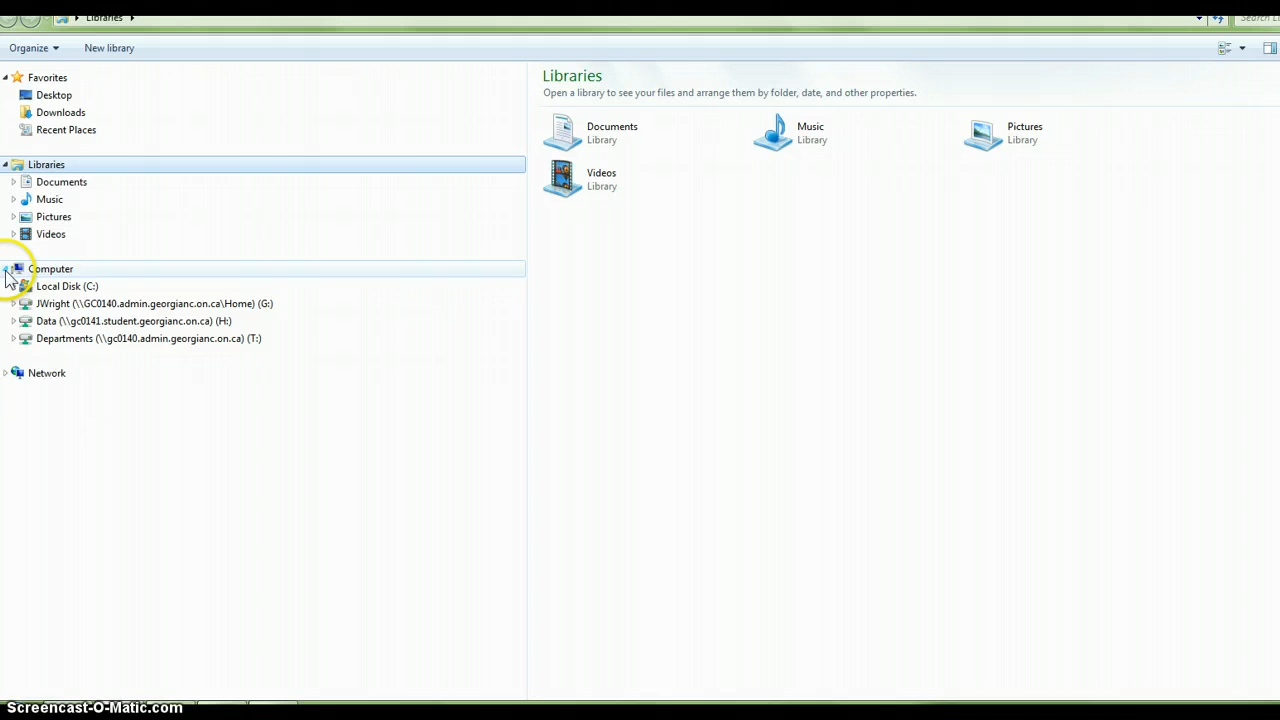 Libraries
Search Li
Organize New library
Favorites
Desktop
Downloads
Recent Places
Libraries
Documents
Music
Pictures
Videos
Computer
Local Disk (C:)
JWright (\\GC0140.admin.georgianc.on.ca\Home) (G:)
Data (\\gc0141.student.georgianc.on.ca) (H:)
Departments (\\gc0140.admin.georgianc.on.ca) (T:)
Network
Libraries
Open a library to see your files and arrange them by folder, date, and other properties.
Documents
Library
Music
Library
Pictures
Library
Videos
Library
Screencast-O-Matic.com